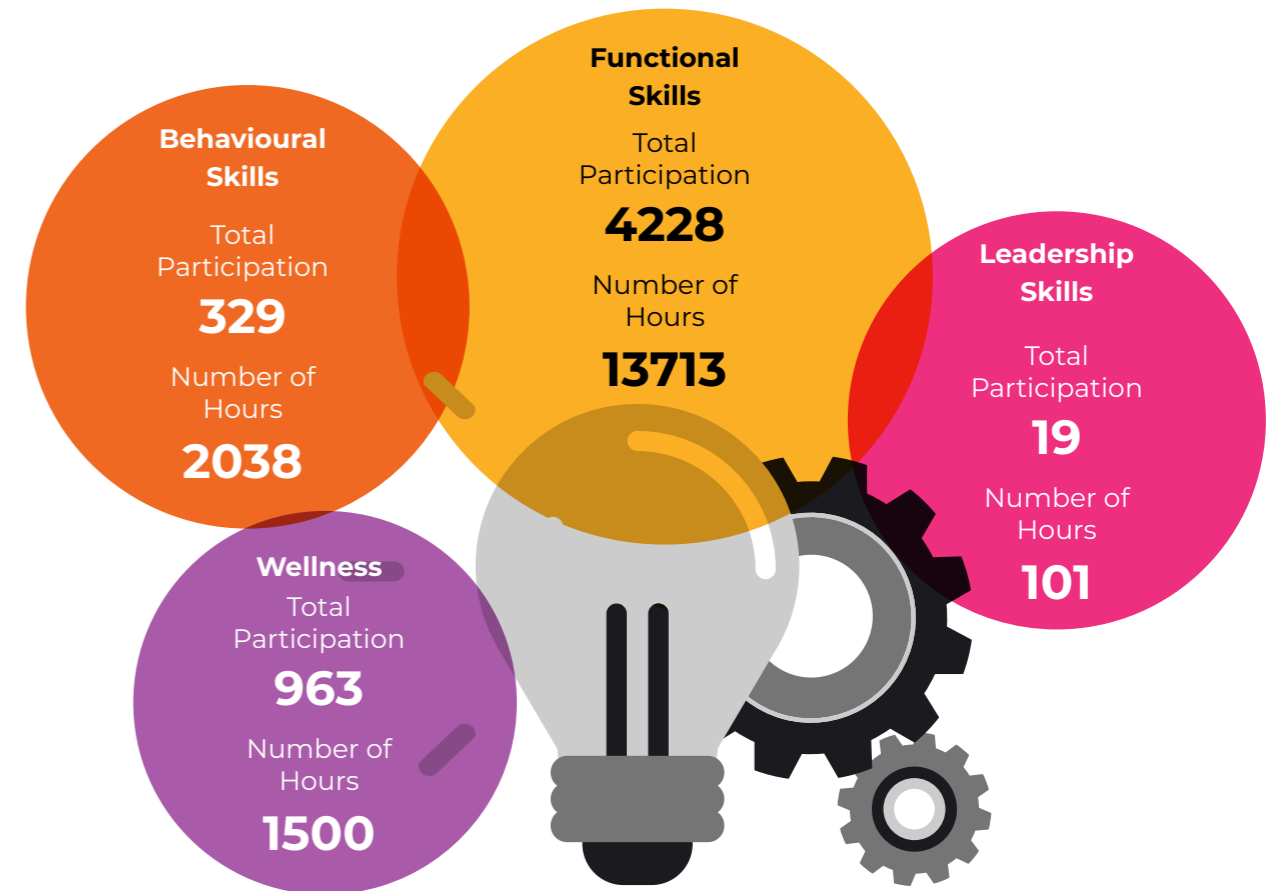 Behavioural
Skills
Total
Participation
329
Number of
Hours
2038
Functional
Skills
Total
Participation
4228
Number of
Hours
13713
Leadership
Skills
Total
Participation
19
Number of
Hours
101
Wellness
Total
Participation
963
Number of
Hours
1500